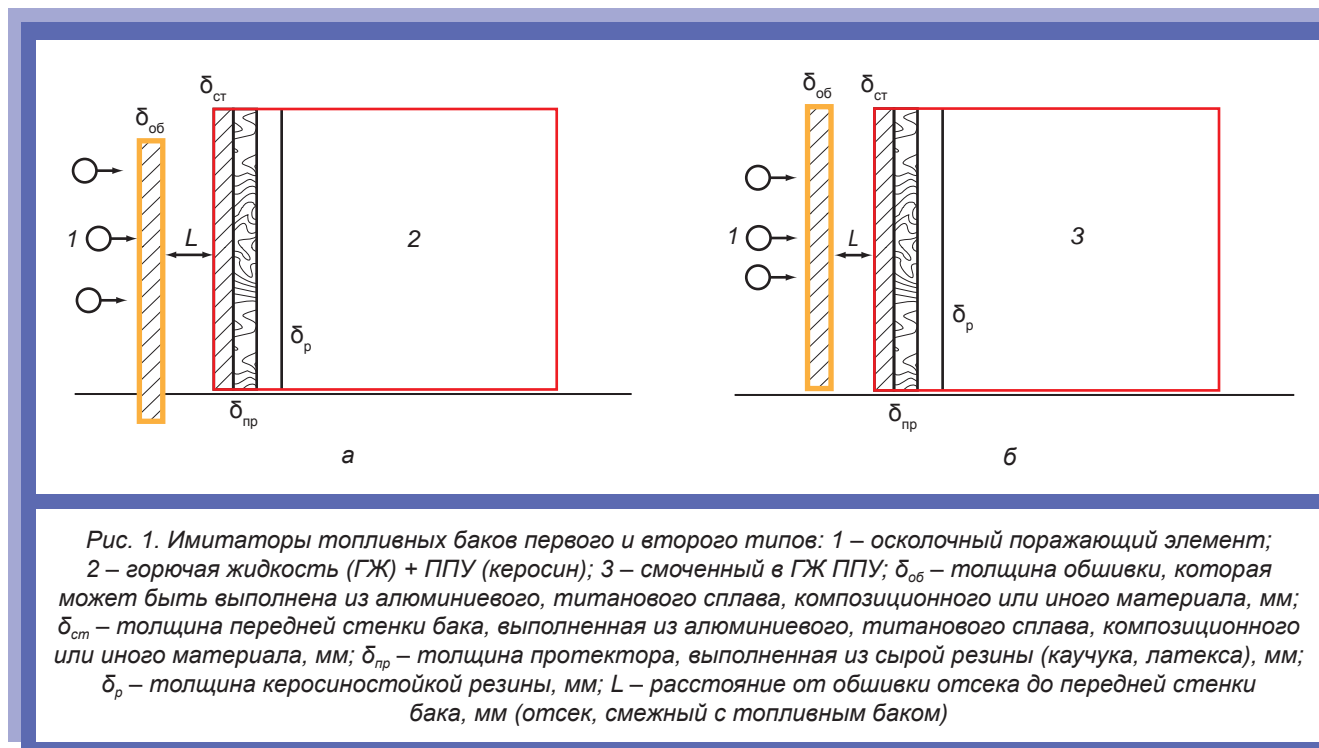 δст
δоб
1
L
2
δр
δпр
а
δоб
δст
1
L
3
δр
δпр
б
Рис. 1. Имитаторы топливных баков первого и второго типов: 1 – осколочный поражающий элемент;
2 – горючая жидкость (ГЖ) + ППУ (керосин); 3 – смоченный в ГЖ ППУ; δоб – толщина обшивки, которая
может быть выполнена из алюминиевого, титанового сплава, композиционного или иного материала, мм;
δст – толщина передней стенки бака, выполненная из алюминиевого, титанового сплава, композиционного
или иного материала, мм; δпр – толщина протектора, выполненная из сырой резины (каучука, латекса), мм;
δр – толщина керосиностойкой резины, мм; L – расстояние от обшивки отсека до передней стенки
бака, мм (отсек, смежный с топливным баком)